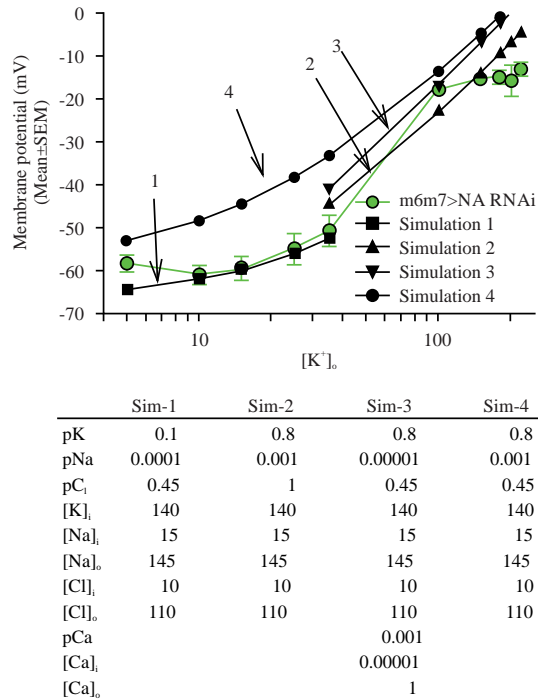 Membrane potential (mV)
(Mean±SEM)
0
-10
-20
-30
-40
-50
-60
-70
1
2
3
4
10
100
[K⁺]ₒ
m6m7>NA RNAi
Simulation 1
Simulation 2
Simulation 3
Simulation 4
Sim-1 Sim-2 Sim-3 Sim-4
pK 0.1 0.8 0.8 0.8
pNa 0.0001 0.001 0.00001 0.001
pCₗ 0.45 1 0.45 0.45
[K]ᵢ 140 140 140 140
[Na]ᵢ 15 15 15 15
[Na]ₒ 145 145 145 145
[Cl]ᵢ 10 10 10 10
[Cl]ₒ 110 110 110 110
pCa 0.001
[Ca]ᵢ 0.00001
[Ca]ₒ 1